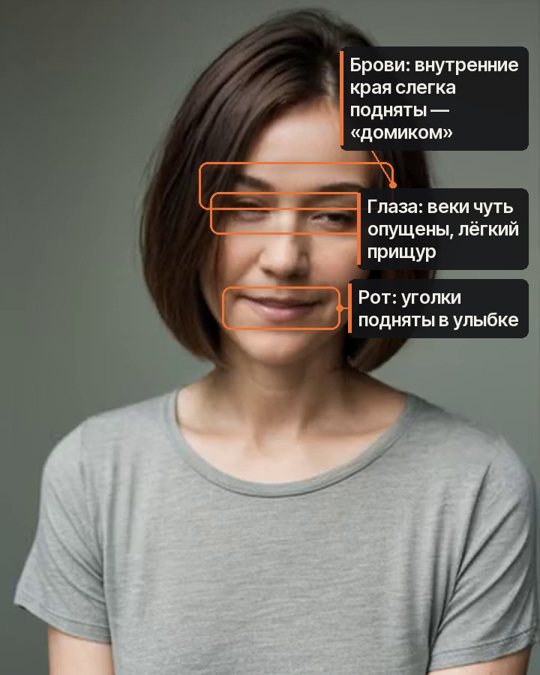 Брови: внутренние
края слегка
подняты —
«домиком»
Глаза: веки чуть
опущены, лёгкий
прищур
Рот: уголки
подняты в улыбке